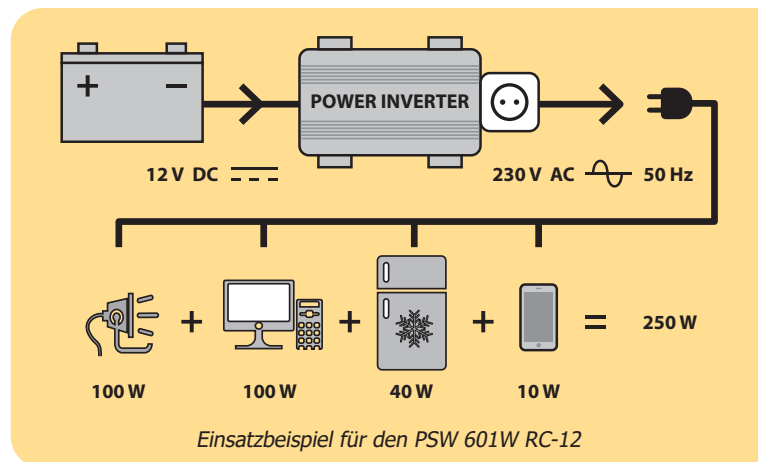 + −
POWER INVERTER
12 V DC
230 V AC 50 Hz
+ + + = 250 W
100 W 100 W 40 W 10 W
Einsatzbeispiel für den PSW 601W RC-12